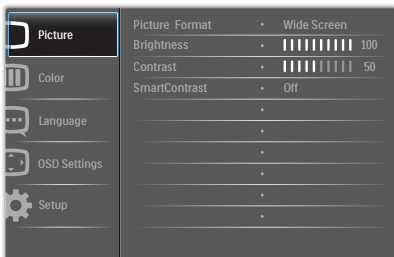 Picture
Color
Language
OSD Settings
Setup
Picture Format • Wide Screen
Brightness • 100
Contrast • 50
SmartContrast • Off
•
•
•
•
•
•